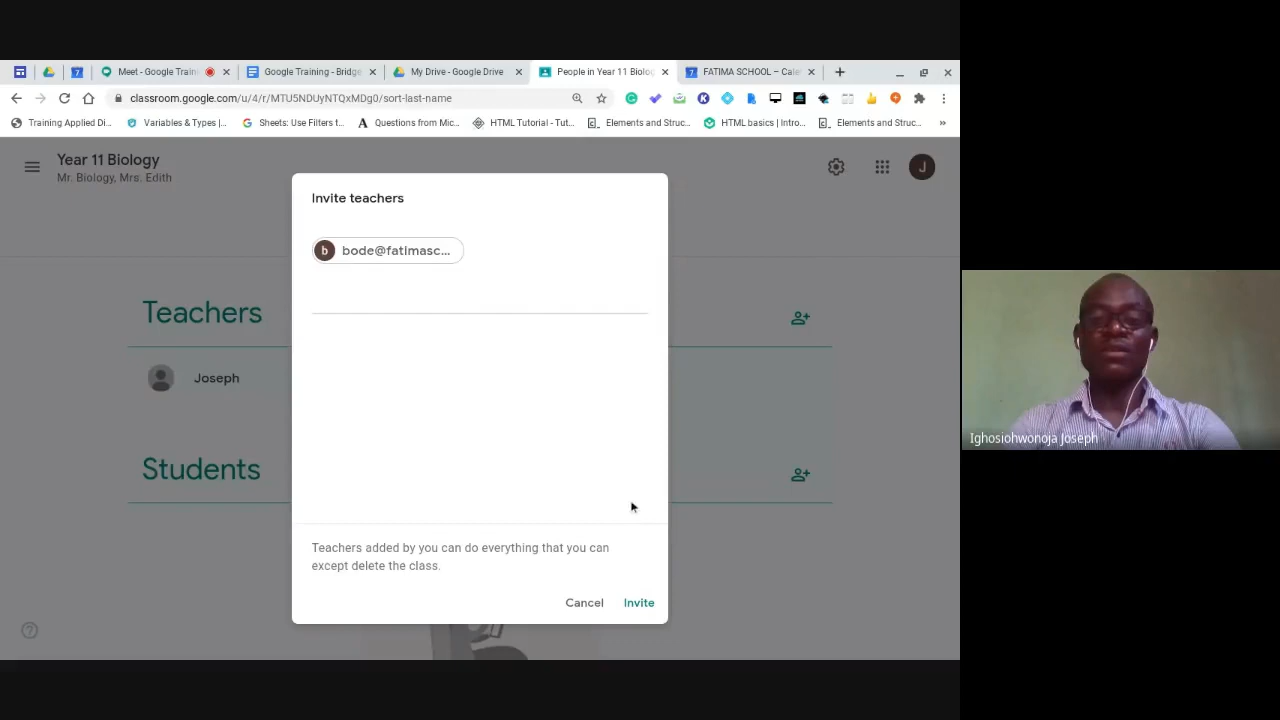 Meet - Google Train
Google Training - Bridge
My Drive - Google Drive
People in Year 11 Biolog
FATIMA SCHOOL – Cale
classroom.google.com/u/4/r/MTU5NDUyNTQxMDg0/sort-last-name
Training Applied Di...
Variables & Types |...
Sheets: Use Filters t...
Questions from Mic...
HTML Tutorial - Tut...
Elements and Struc...
HTML basics | Intro...
Elements and Struc...
Year 11 Biology
Mr. Biology, Mrs. Edith
J
Invite teachers
b bode@fatimasc...
Teachers
Joseph
Students
Teachers added by you can do everything that you can
except delete the class.
Cancel Invite
Ighosiohwonoja Joseph